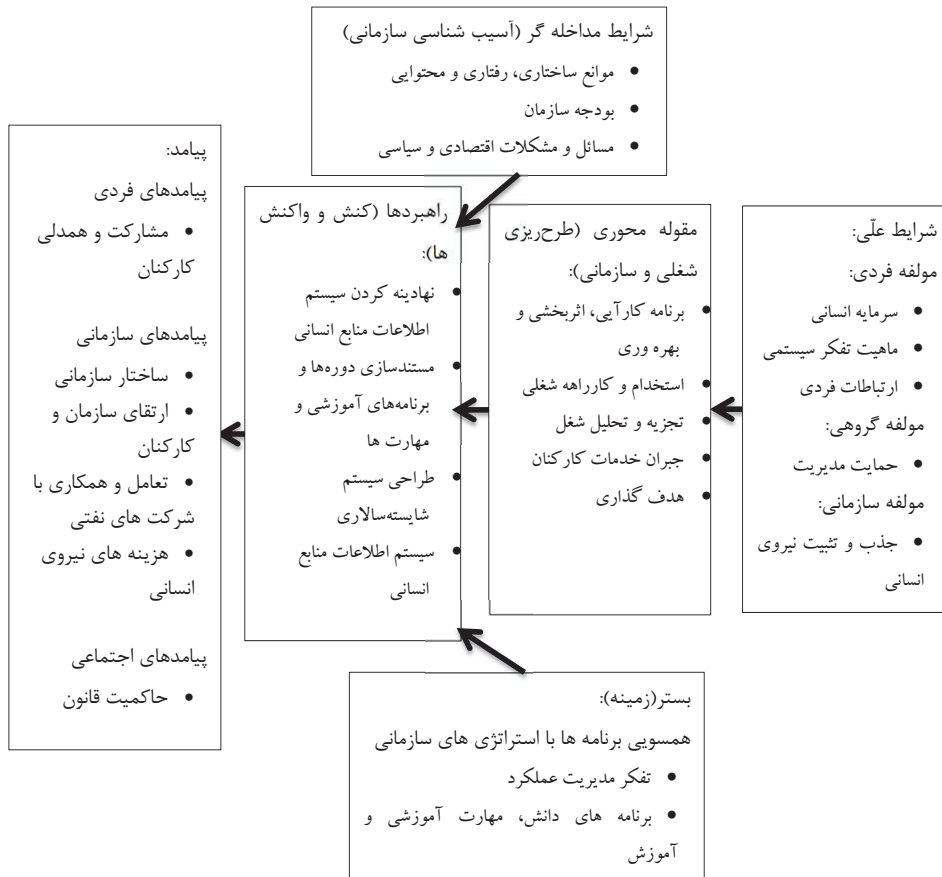 شرایط مداخله گر (آسیب شناسی سازمانی)
• موانع ساختاری، رفتاری و محتوایی
• بودجه سازمان
• مسائل و مشکلات اقتصادی و سیاسی
شرایط علّی:
مولفه فردی:
• سرمایه انسانی
• ماهیت تفکر سیستمی
• ارتباطات فردی
مولفه گروهی:
• حمایت مدیریت
مولفه سازمانی:
• جذب و تثبیت نیروی
انسانی
مقوله محوری (طرح‌ریزی
شغلی و سازمانی):
• برنامه کارآیی، اثربخشی و
بهره وری
• استخدام و کارراهه شغلی
• تجزیه و تحلیل شغل
• جبران خدمات کارکنان
• هدف گذاری
راهبردها (کنش و واکنش
ها):
• نهادینه کردن سیستم
اطلاعات منابع انسانی
• مستندسازی دوره‌ها و
برنامه‌های آموزشی و
مهارت ها
• طراحی سیستم
شایسته‌سالاری
• سیستم اطلاعات منابع
انسانی
پیامد:
پیامدهای فردی
• مشارکت و همدلی
کارکنان
پیامدهای سازمانی
• ساختار سازمانی
• ارتقای سازمان و
کارکنان
• تعامل و همکاری با
شرکت های نفتی
• هزینه های نیروی
انسانی
پیامدهای اجتماعی
• حاکمیت قانون
بستر(زمینه):
همسویی برنامه ها با استراتژی های سازمانی
• تفکر مدیریت عملکرد
• برنامه های دانش، مهارت آموزشی و
آموزش